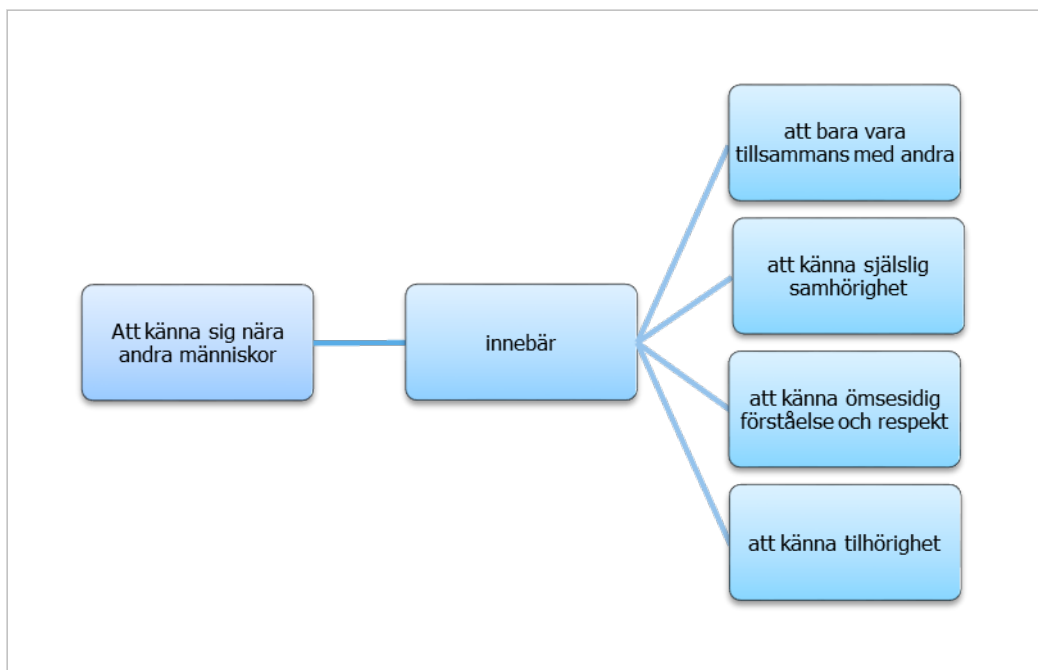 att bara vara
tillsammans med andra
att känna själslig
samhörighet
Att känna sig nära
andra människor
innebär
att känna ömsesidig
förståelse och respekt
att känna tilhörighet